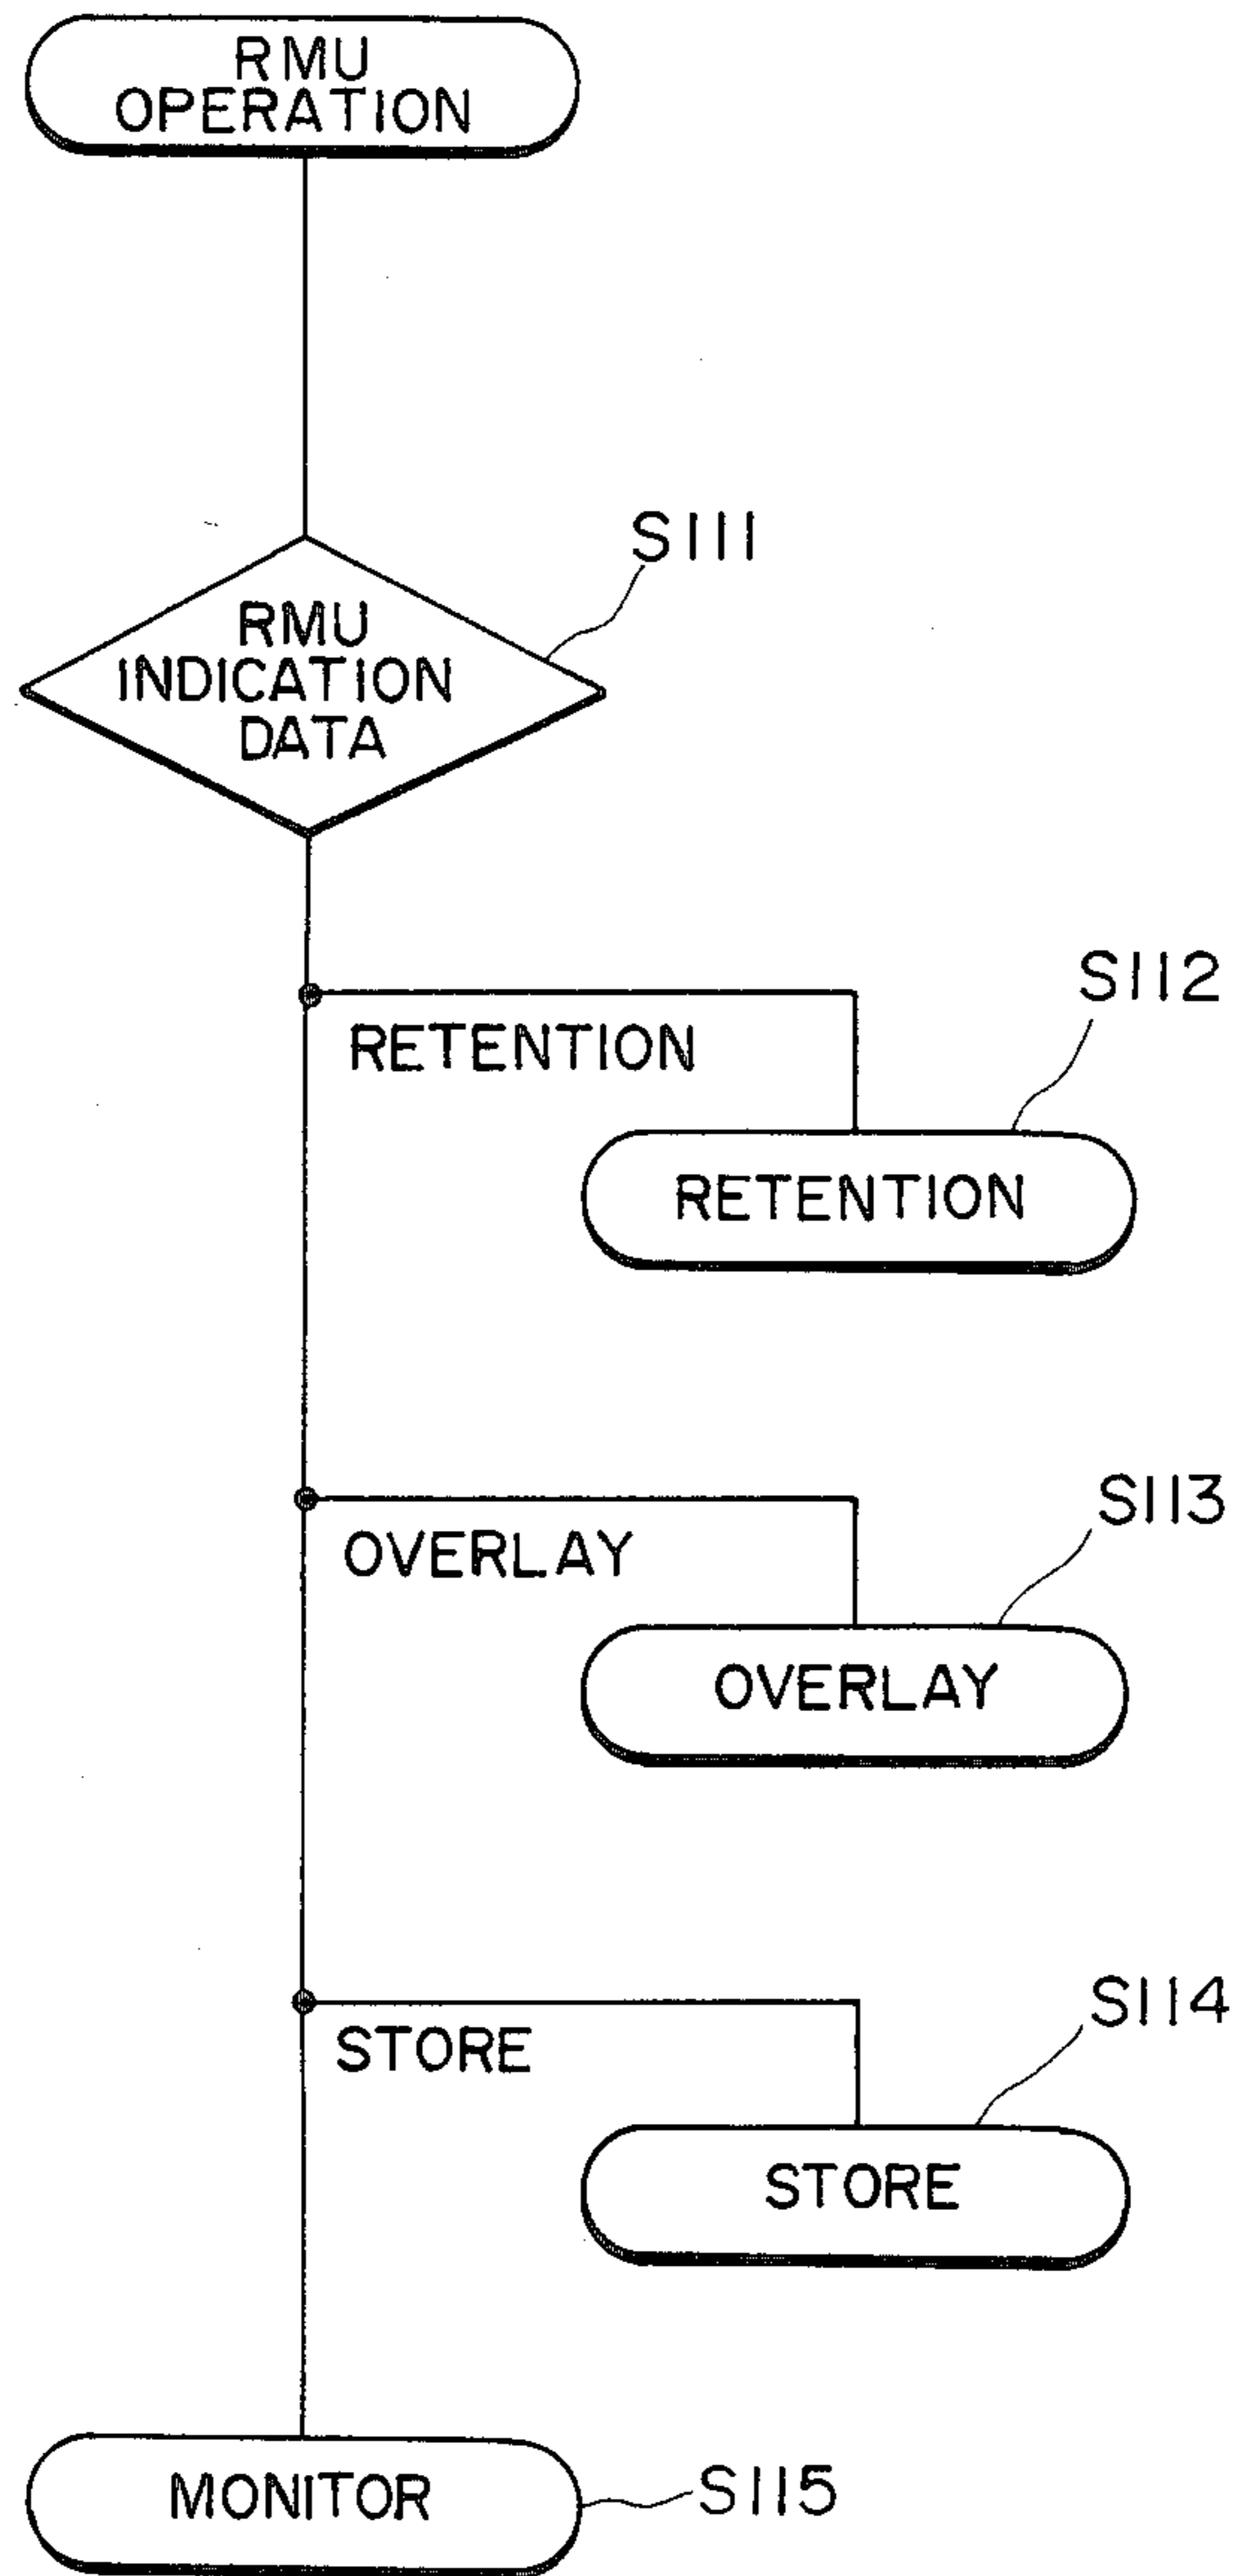 RMU
OPERATION
S111
RMU
INDICATION
DATA
S112
RETENTION
RETENTION
S113
OVERLAY
OVERLAY
S114
STORE
STORE
MONITOR
S115